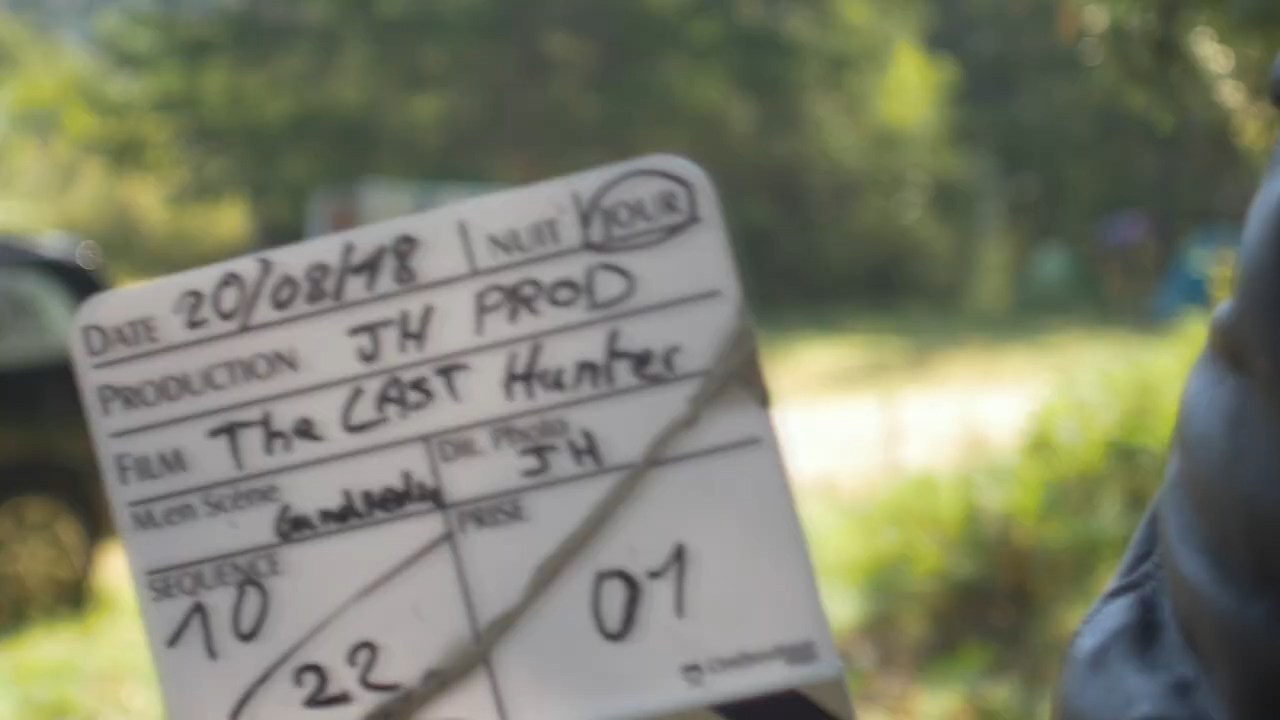 DATE 20/08/18 NUIT JOUR
PRODUCTION JH PROD
FILM The LAST Hunter
M.en Scène
DIR. Photo JH
SEQUENCE 10 22
PRISE 01